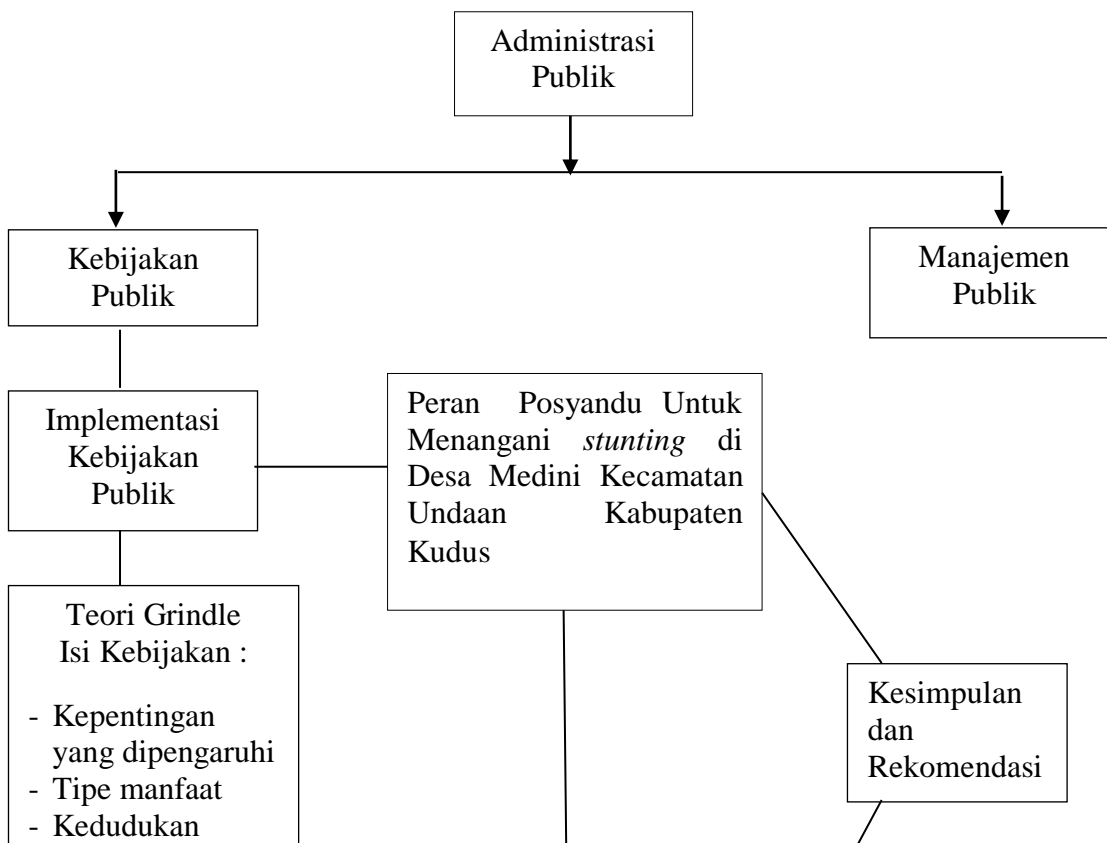 Administrasi
Publik
Kebijakan
Publik
Manajemen
Publik
Implementasi
Kebijakan
Publik
Peran Posyandu Untuk
Menangani stunting di
Desa Medini Kecamatan
Undaan Kabupaten
Kudus
Teori Grindle
Isi Kebijakan :
- Kepentingan
yang dipengaruhi
- Tipe manfaat
- Kedudukan
Kesimpulan
dan
Rekomendasi